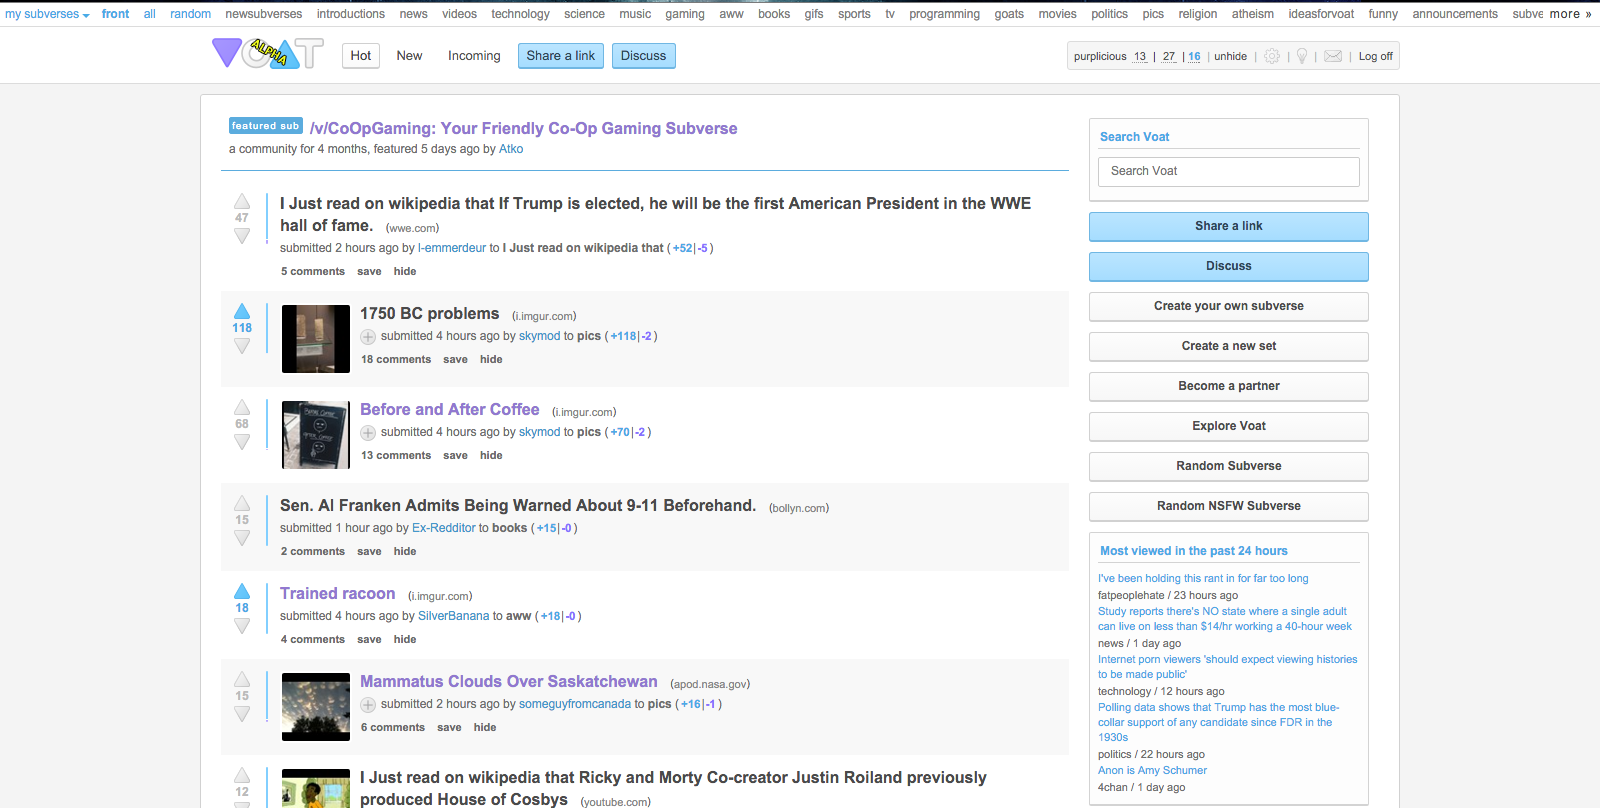 my subverses front all random newsubverses introductions news videos technology science music gaming aww books gifs sports tv programming goats movies politics pics religion atheism ideasforvoat funny announcements subve more »
VOAT ALPHA Hot New Incoming Share a link Discuss purplicious 13 | 27 | 16 | unhide | | | | Log off
featured sub /v/CoOpGaming: Your Friendly Co-Op Gaming Subverse
a community for 4 months, featured 5 days ago by Atko
47
I Just read on wikipedia that If Trump is elected, he will be the first American President in the WWE
hall of fame. (wwe.com)
submitted 2 hours ago by l-emmerdeur to I Just read on wikipedia that (+52|-5)
5 comments save hide
118
1750 BC problems (i.imgur.com)
submitted 4 hours ago by skymod to pics (+118|-2)
18 comments save hide
68
Before and After Coffee (i.imgur.com)
submitted 4 hours ago by skymod to pics (+70|-2)
13 comments save hide
15
Sen. Al Franken Admits Being Warned About 9-11 Beforehand. (bollyn.com)
submitted 1 hour ago by Ex-Redditor to books (+15|-0)
2 comments save hide
18
Trained racoon (i.imgur.com)
submitted 4 hours ago by SilverBanana to aww (+18|-0)
4 comments save hide
15
Mammatus Clouds Over Saskatchewan (apod.nasa.gov)
submitted 2 hours ago by someguyfromcanada to pics (+16|-1)
6 comments save hide
12
I Just read on wikipedia that Ricky and Morty Co-creator Justin Roiland previously
produced House of Cosbys (youtube.com)
Search Voat
Search Voat
Share a link
Discuss
Create your own subverse
Create a new set
Become a partner
Explore Voat
Random Subverse
Random NSFW Subverse
Most viewed in the past 24 hours
I've been holding this rant in for far too long
fatpeoplehate / 23 hours ago
Study reports there's NO state where a single adult
can live on less than $14/hr working a 40-hour week
news / 1 day ago
Internet porn viewers 'should expect viewing histories
to be made public'
technology / 12 hours ago
Polling data shows that Trump has the most blue-
collar support of any candidate since FDR in the
1930s
politics / 22 hours ago
Anon is Amy Schumer
4chan / 1 day ago